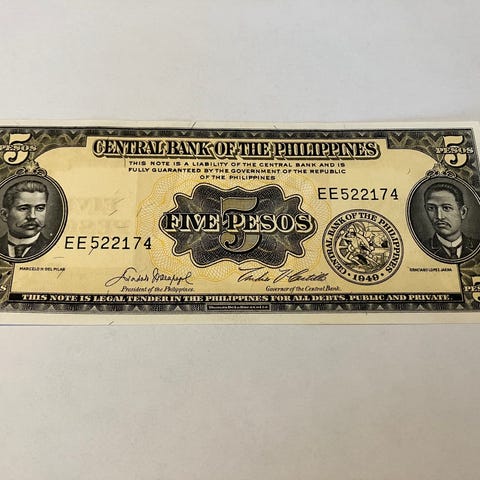 5
PESOS
CENTRAL BANK OF THE PHILIPPINES
5
PESOS
THIS NOTE IS A LIABILITY OF THE CENTRAL BANK AND IS
FULLY GUARANTEED BY THE GOVERNMENT OF THE REPUBLIC
OF THE PHILIPPINES
EE522174
5
FIVE PESOS
EE522174
CENTRAL BANK OF THE PHILIPPINES
1949
MARCELO H. DEL PILAR
GRACIANO LOPEZ JAENA
President of the Philippines.
Governor of the Central Bank.
5
THIS NOTE IS LEGAL TENDER IN THE PHILIPPINES FOR ALL DEBTS, PUBLIC AND PRIVATE.